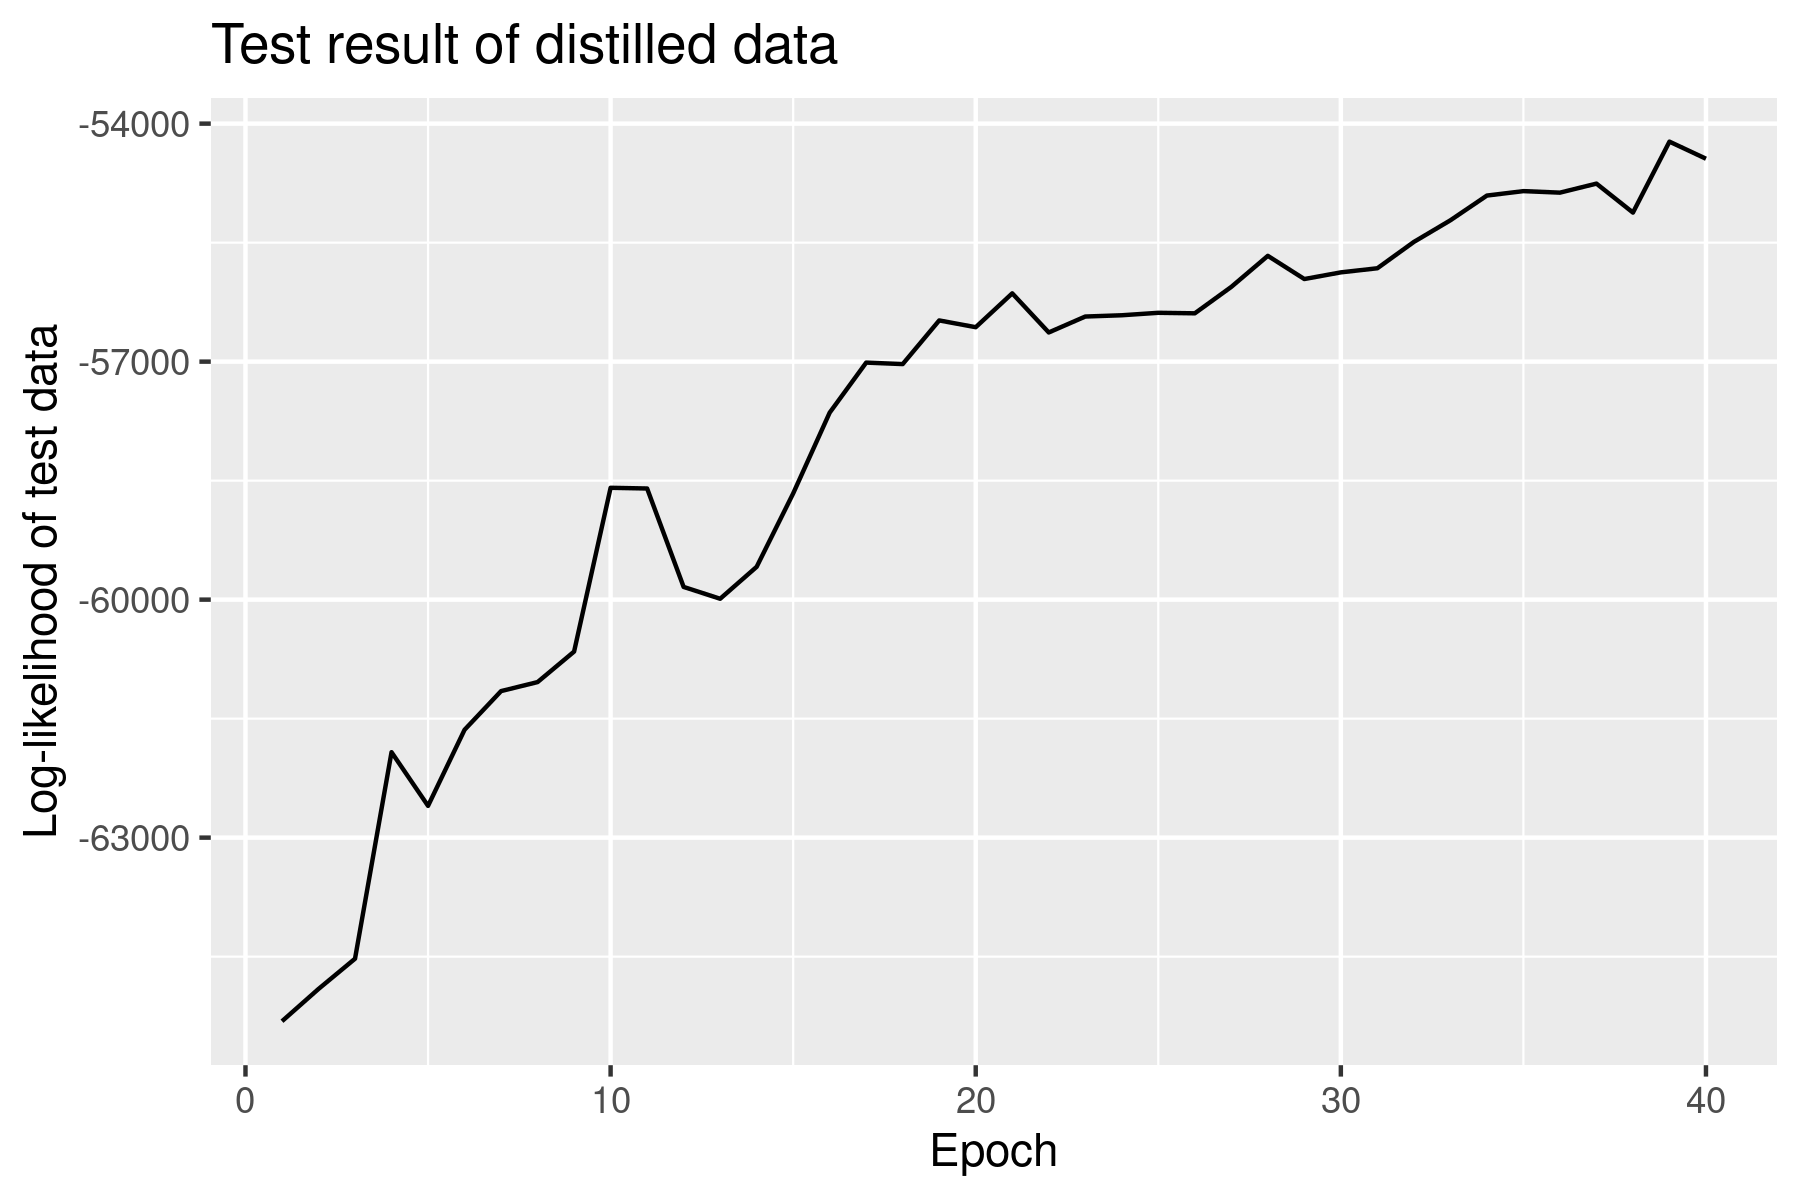 Test result of distilled data
Log-likelihood of test data
-54000
-57000
-60000
-63000
0 10 20 30 40
Epoch